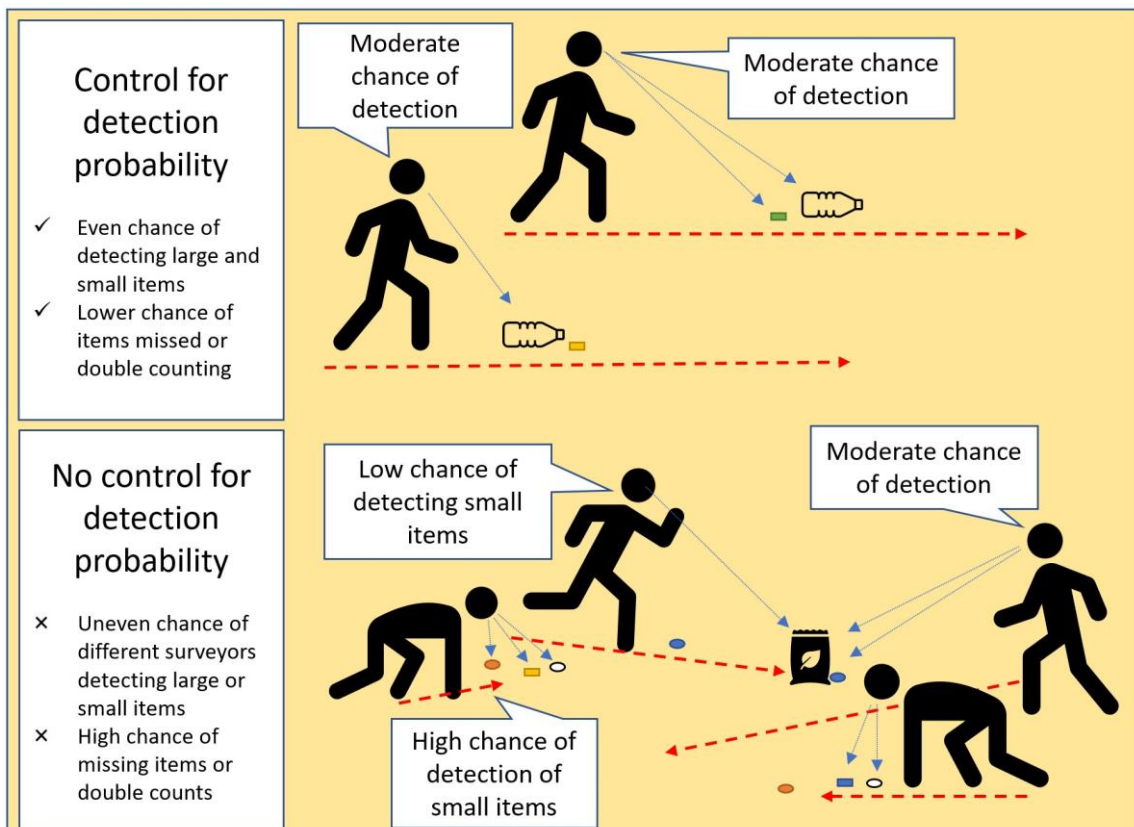 Control for
detection
probability
✓ Even chance of
detecting large and
small items
✓ Lower chance of
items missed or
double counting
Moderate
chance of
detection
Moderate chance
of detection
No control for
detection
probability
× Uneven chance of
different surveyors
detecting large or
small items
× High chance of
missing items or
double counts
Low chance of
detecting small
items
Moderate chance
of detection
High chance of
detection of
small items